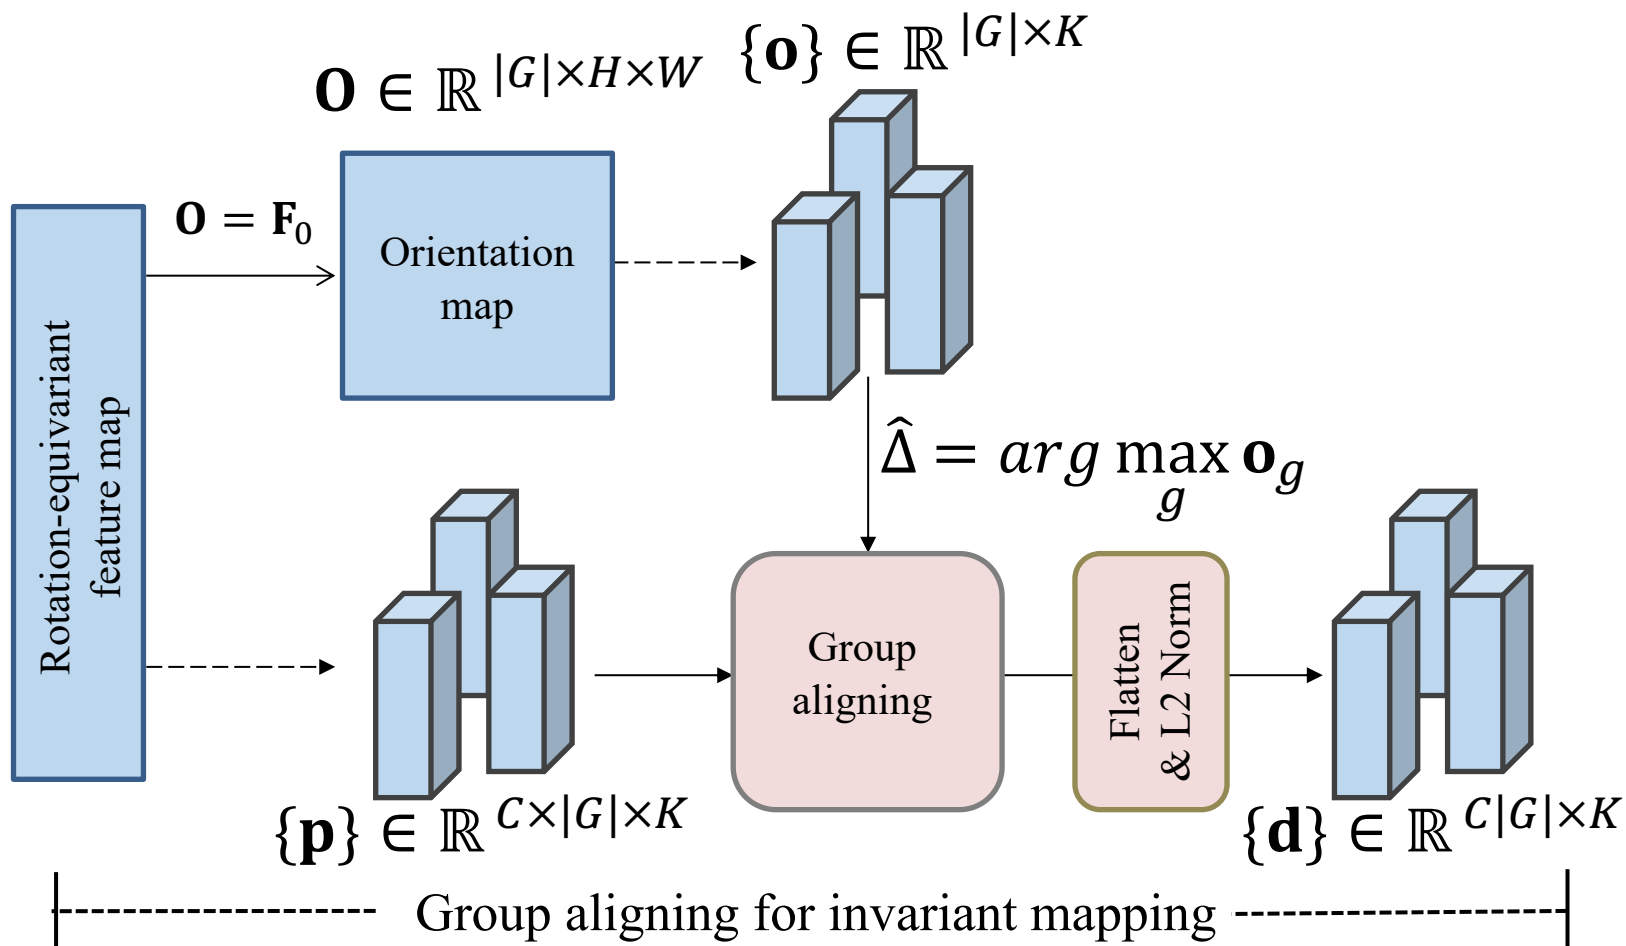 {𝐨} ∈ ℝ^{|G|×K}
𝐎 ∈ ℝ^{|G|×H×W}
𝐎 = 𝐅₀
Orientation
map
Rotation-equivariant
feature map
Δ̂ = arg max_g 𝐨_g
Group
aligning
Flatten
& L2 Norm
{𝐩} ∈ ℝ^{C×|G|×K}
{𝐝} ∈ ℝ^{C|G|×K}
Group aligning for invariant mapping